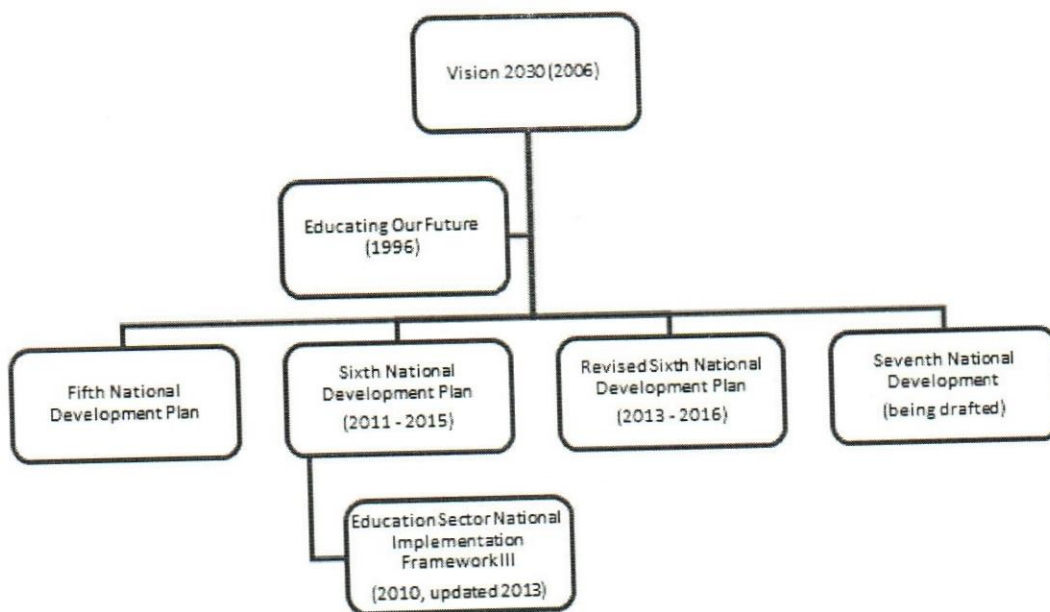 Vision 2030 (2006)
Educating Our Future
(1996)
Fifth National
Development Plan
Sixth National
Development Plan
(2011 - 2015)
Revised Sixth National
Development Plan
(2013 - 2016)
Seventh National
Development
(being drafted)
Education Sector National
Implementation
Framework III
(2010, updated 2013)